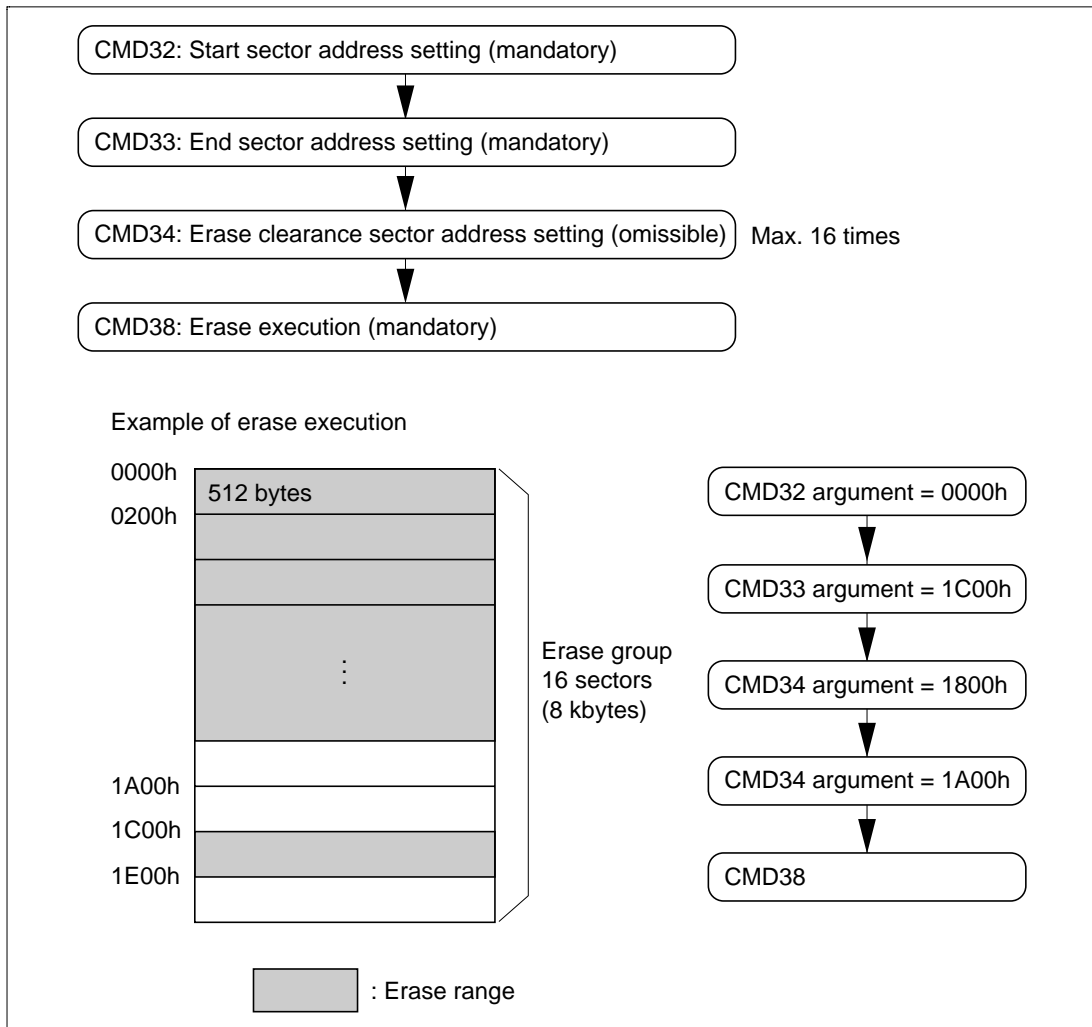 CMD32: Start sector address setting (mandatory)
CMD33: End sector address setting (mandatory)
CMD34: Erase clearance sector address setting (omissible)
Max. 16 times
CMD38: Erase execution (mandatory)
Example of erase execution
0000h
512 bytes
0200h
⋮
1A00h
1C00h
1E00h
Erase group
16 sectors
(8 kbytes)
CMD32 argument = 0000h
CMD33 argument = 1C00h
CMD34 argument = 1800h
CMD34 argument = 1A00h
CMD38
: Erase range